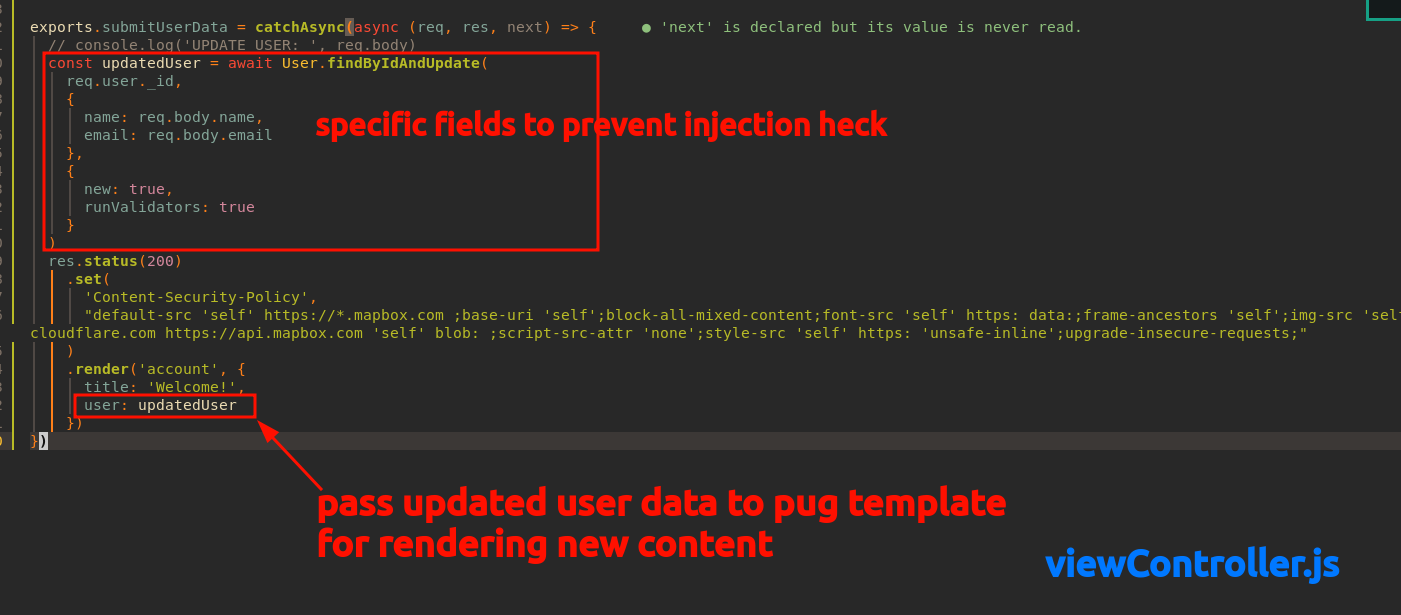 exports.submitUserData = catchAsync(async (req, res, next) => {     ● 'next' is declared but its value is never read.
// console.log('UPDATE USER: ', req.body)
const updatedUser = await User.findByIdAndUpdate(
req.user._id,
{
name: req.body.name,
specific fields to prevent injection heck
email: req.body.email
},
{
new: true,
runValidators: true
}
)
res.status(200)
.set(
'Content-Security-Policy',
"default-src 'self' https://*.mapbox.com ;base-uri 'self';block-all-mixed-content;font-src 'self' https: data:;frame-ancestors 'self';img-src 'sel
cloudflare.com https://api.mapbox.com 'self' blob: ;script-src-attr 'none';style-src 'self' https: 'unsafe-inline';upgrade-insecure-requests;"
)
.render('account', {
title: 'Welcome!',
user: updatedUser
})
})
pass updated user data to pug template
for rendering new content
viewController.js